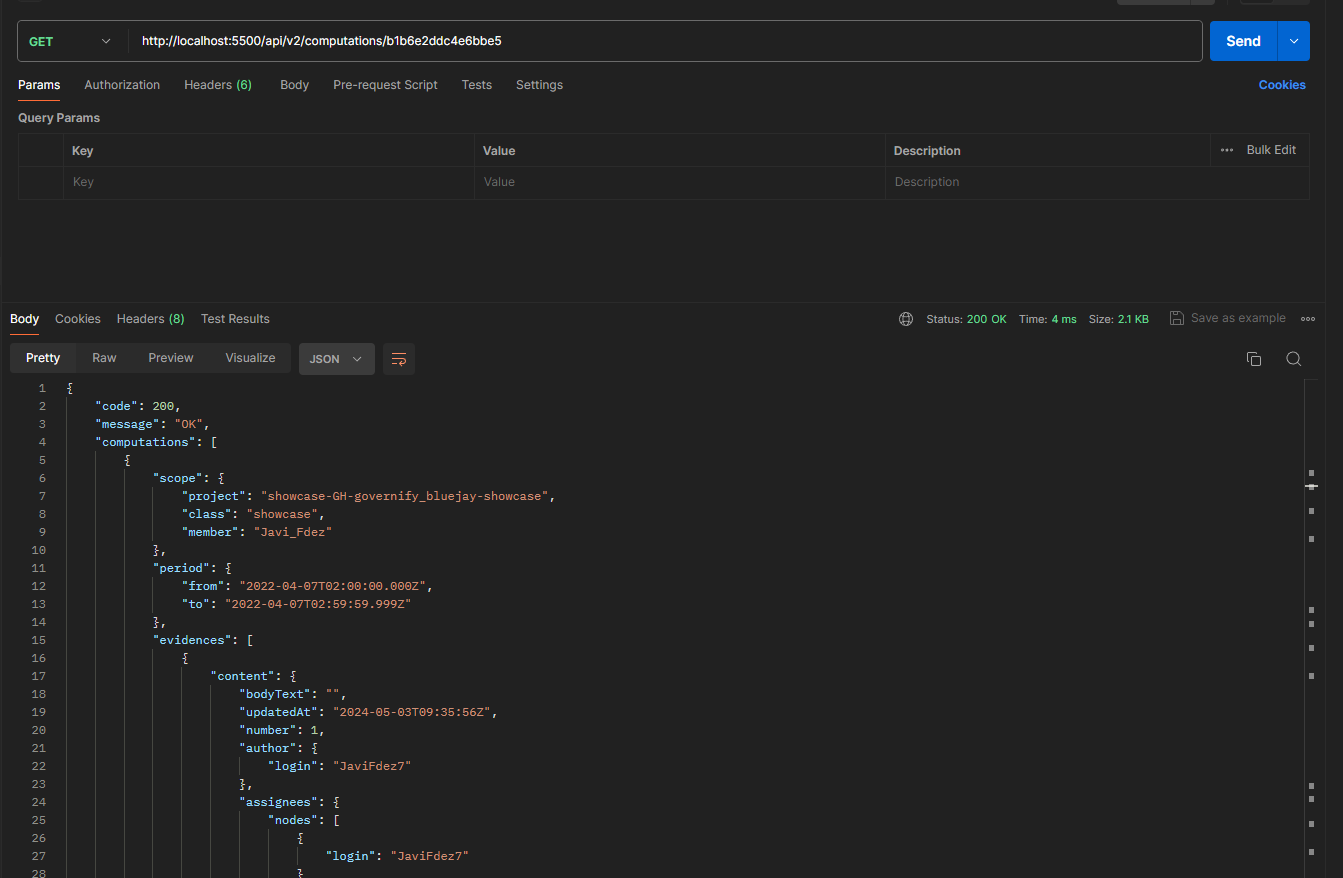 GET http://localhost:5500/api/v2/computations/b1b6e2ddc4e6bbe5 Send
Params Authorization Headers (6) Body Pre-request Script Tests Settings Cookies
Query Params
Key Value Description ••• Bulk Edit
Key Value Description
Body Cookies Headers (8) Test Results Status: 200 OK Time: 4 ms Size: 2.1 KB Save as example
Pretty Raw Preview Visualize JSON
1 {
2 "code": 200,
3 "message": "OK",
4 "computations": [
5 {
6 "scope": {
7 "project": "showcase-GH-governify_bluejay-showcase",
8 "class": "showcase",
9 "member": "Javi_Fdez"
10 },
11 "period": {
12 "from": "2022-04-07T02:00:00.000Z",
13 "to": "2022-04-07T02:59:59.999Z"
14 },
15 "evidences": [
16 {
17 "content": {
18 "bodyText": "",
19 "updatedAt": "2024-05-03T09:35:56Z",
20 "number": 1,
21 "author": {
22 "login": "JaviFdez7"
23 },
24 "assignees": {
25 "nodes": [
26 {
27 "login": "JaviFdez7"
28 }